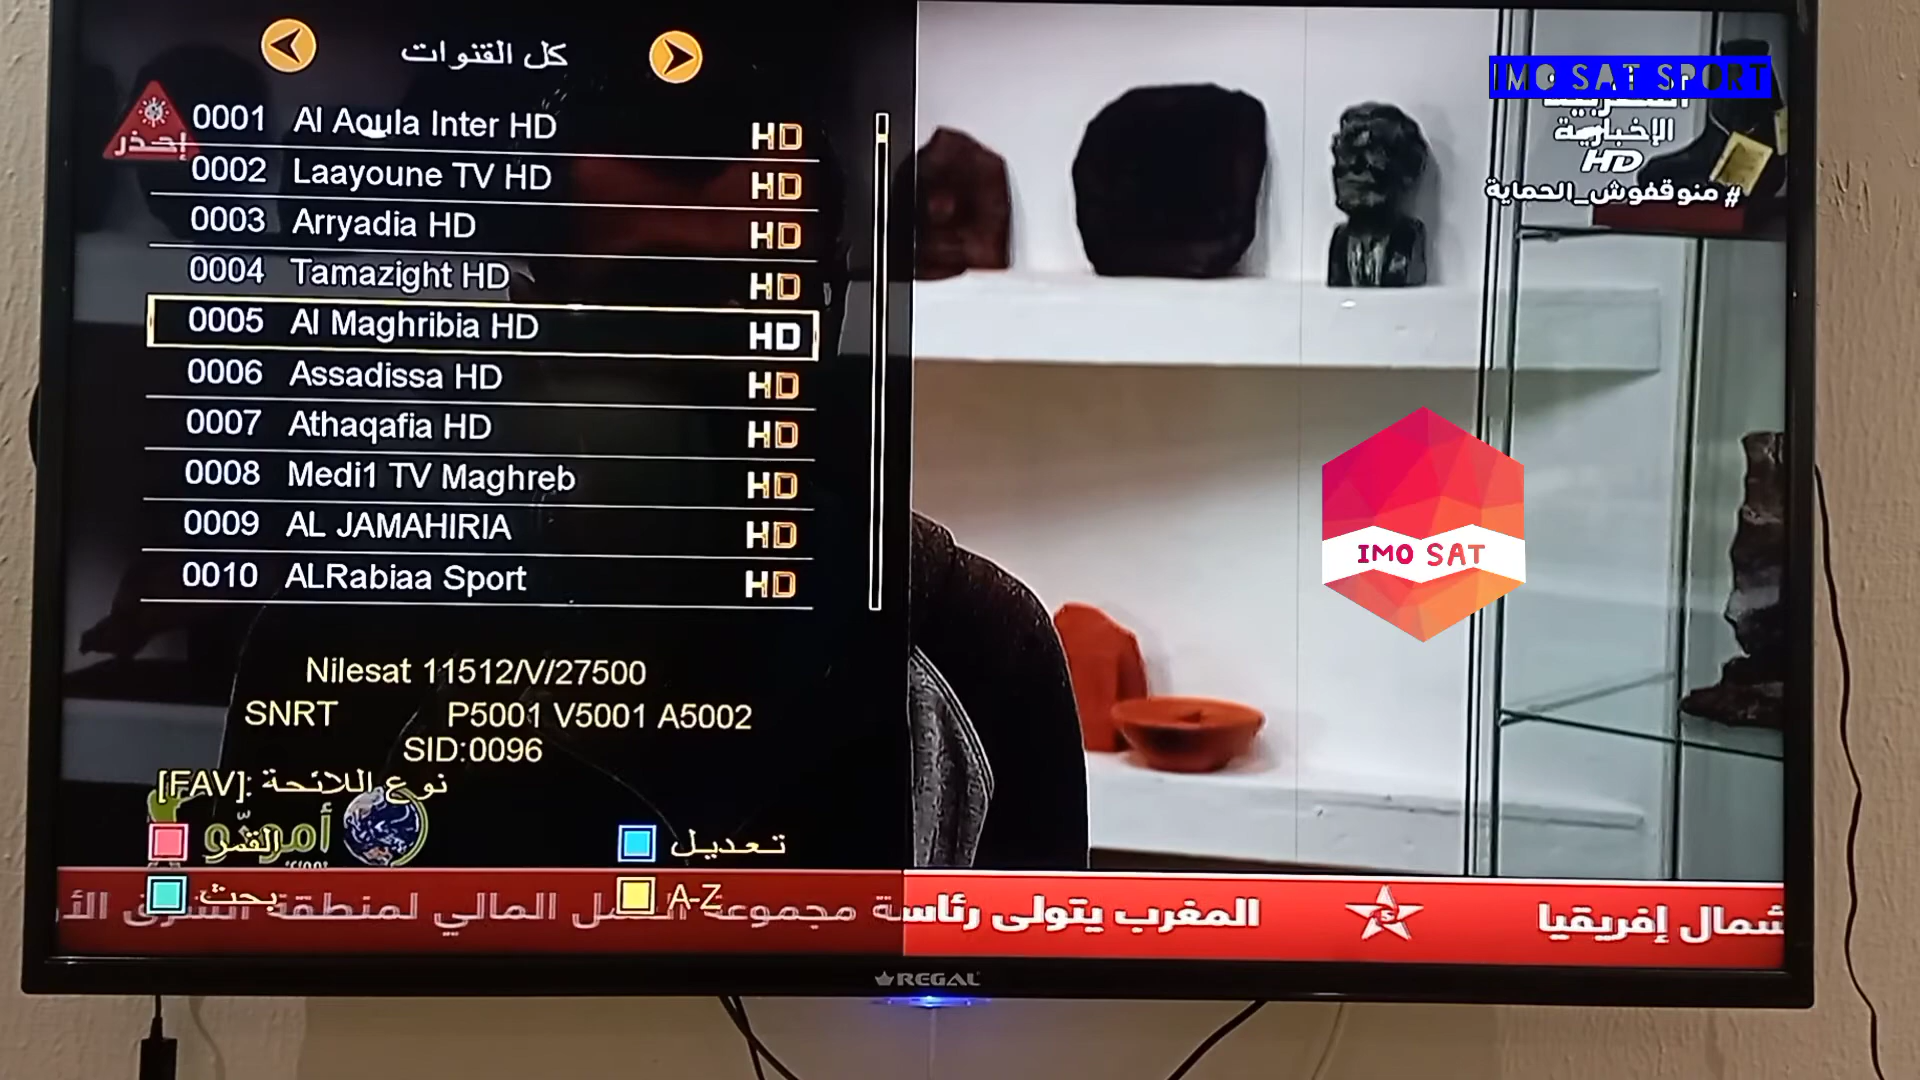 كل القنوات
0001 Al Aoula Inter HD HD
0002 Laayoune TV HD HD
0003 Arryadia HD HD
0004 Tamazight HD HD
0005 Al Maghribia HD HD
0006 Assadissa HD HD
0007 Athaqafia HD HD
0008 Medi1 TV Maghreb HD
0009 AL JAMAHIRIA HD
0010 ALRabiaa Sport HD
إحذر
Nilesat 11512/V/27500
SNRT P5001 V5001 A5002
SID:0096
نوع اللائحة :[FAV]
القمر
تعديل
بحث
A-Z
IMO SAT SPORT
الإخبارية
HD
# منوقفوش_الحماية
IMO SAT
شمال إفريقيا
المغرب يتولى رئاسة مجموعة العمل المالي لمنطقة الشرق
REGAL